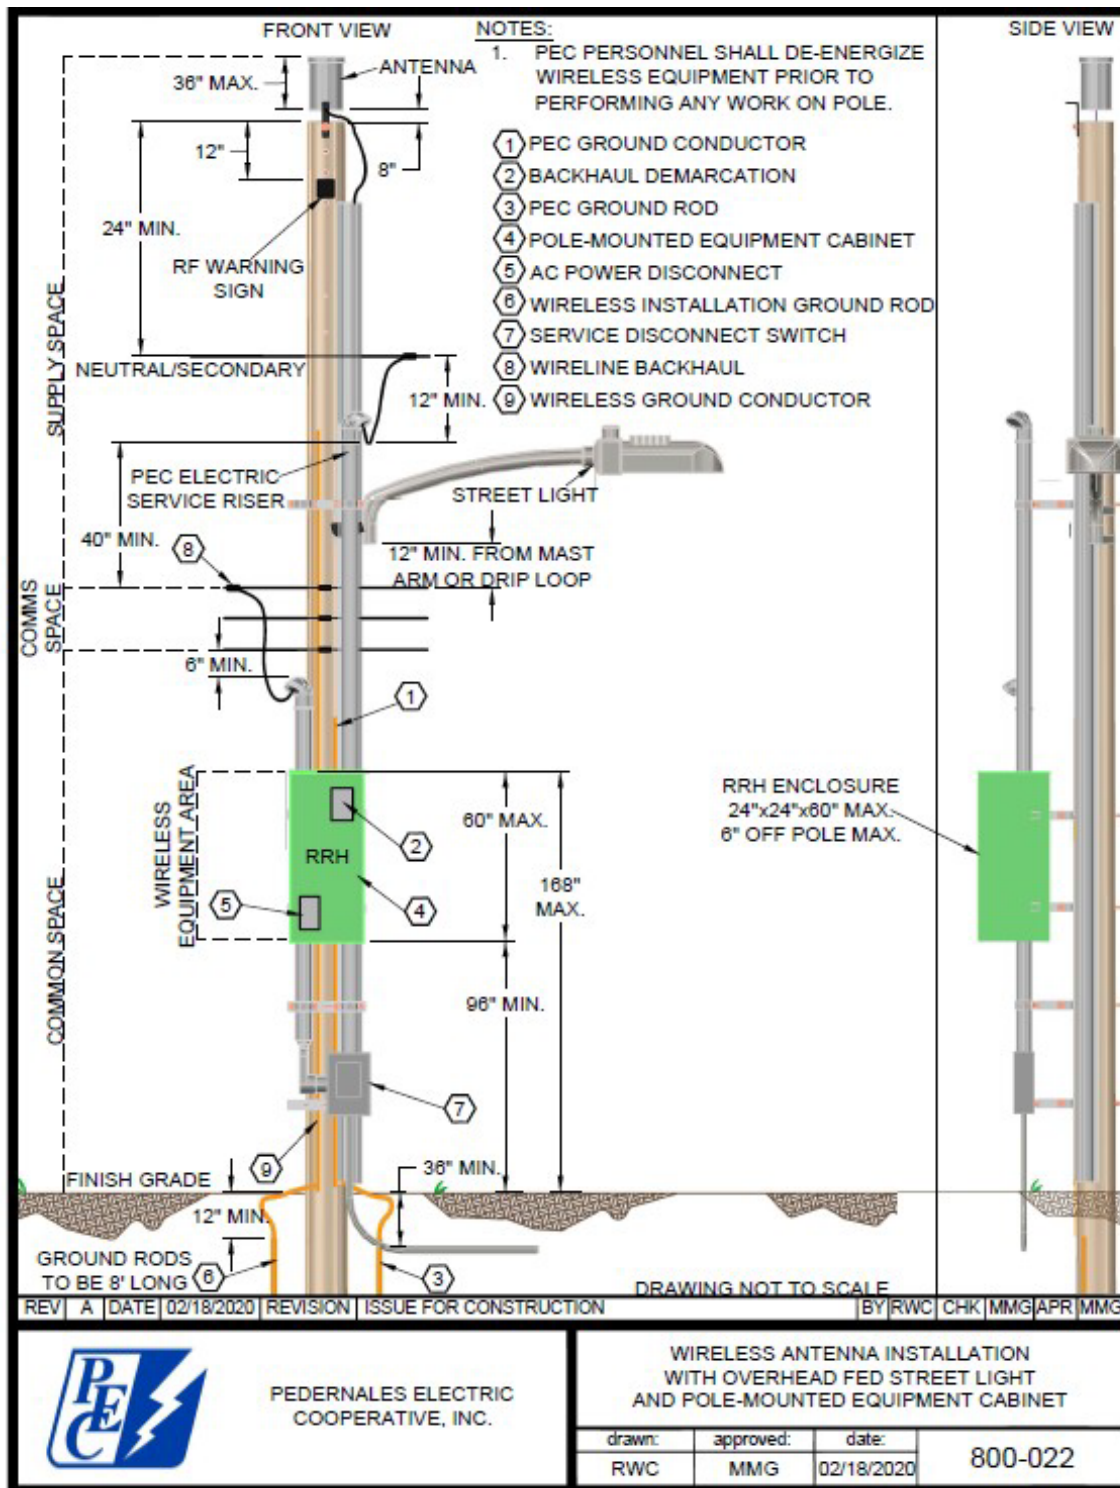 FRONT VIEW
NOTES:
1. PEC PERSONNEL SHALL DE-ENERGIZE
WIRELESS EQUIPMENT PRIOR TO
PERFORMING ANY WORK ON POLE.
SIDE VIEW
ANTENNA
36" MAX.
12"
8"
24" MIN.
RF WARNING
SIGN
1 PEC GROUND CONDUCTOR
2 BACKHAUL DEMARCATION
3 PEC GROUND ROD
4 POLE-MOUNTED EQUIPMENT CABINET
5 AC POWER DISCONNECT
6 WIRELESS INSTALLATION GROUND ROD
7 SERVICE DISCONNECT SWITCH
8 WIRELINE BACKHAUL
9 WIRELESS GROUND CONDUCTOR
SUPPLY SPACE
NEUTRAL/SECONDARY
12" MIN.
PEC ELECTRIC
SERVICE RISER
STREET LIGHT
40" MIN.
8
12" MIN. FROM MAST
ARM OR DRIP LOOP
COMMS
SPACE
6" MIN.
1
WIRELESS
EQUIPMENT AREA
RRH
2
4
5
60" MAX.
168"
MAX.
RRH ENCLOSURE
24"x24"x60" MAX.
6" OFF POLE MAX.
COMMON SPACE
96" MIN.
7
9
36" MIN.
FINISH GRADE
12" MIN.
GROUND RODS
TO BE 8' LONG
6
3
DRAWING NOT TO SCALE
REV A DATE 02/18/2020 REVISION ISSUE FOR CONSTRUCTION BY RWC CHK MMG APR MMG
PEC
PEDERNALES ELECTRIC
COOPERATIVE, INC.
WIRELESS ANTENNA INSTALLATION
WITH OVERHEAD FED STREET LIGHT
AND POLE-MOUNTED EQUIPMENT CABINET
drawn: approved: date:
RWC MMG 02/18/2020
800-022